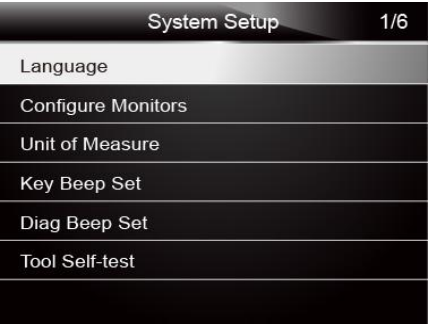 System Setup 1/6
Language
Configure Monitors
Unit of Measure
Key Beep Set
Diag Beep Set
Tool Self-test